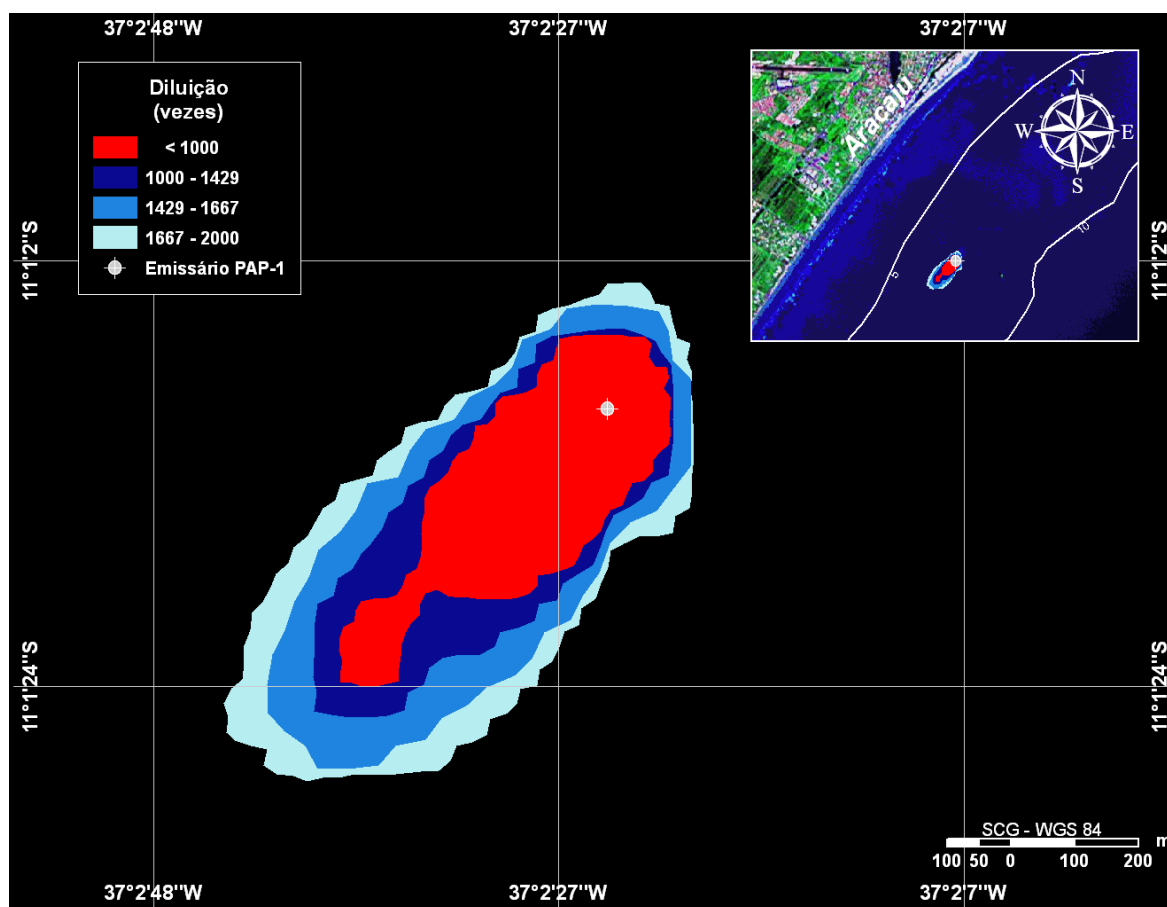 37°2'48"W
37°2'27"W
37°2'7"W
Diluição
(vezes)
< 1000
1000 - 1429
1429 - 1667
1667 - 2000
Emissário PAP-1
Aracaju
N
W
E
S
5
10
11°1'2"S
11°1'2"S
11°1'24"S
11°1'24"S
SCG - WGS 84
m
100 50 0 100 200
37°2'48"W
37°2'27"W
37°2'7"W